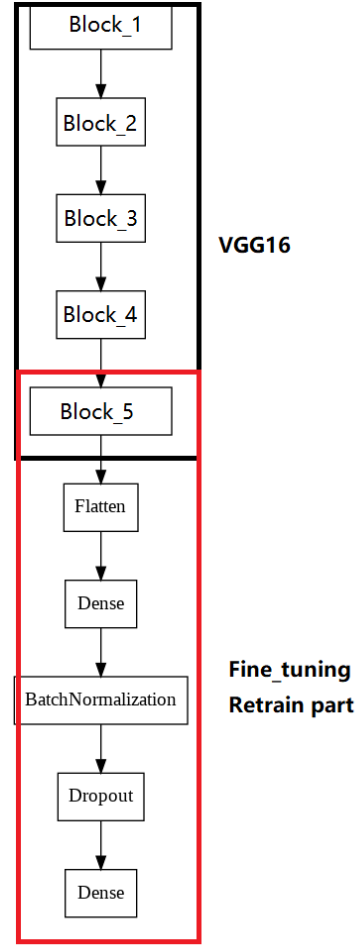 Block_1
Block_2
Block_3
VGG16
Block_4
Block_5
Flatten
Dense
Fine_tuning
BatchNormalization
Retrain part
Dropout
Dense